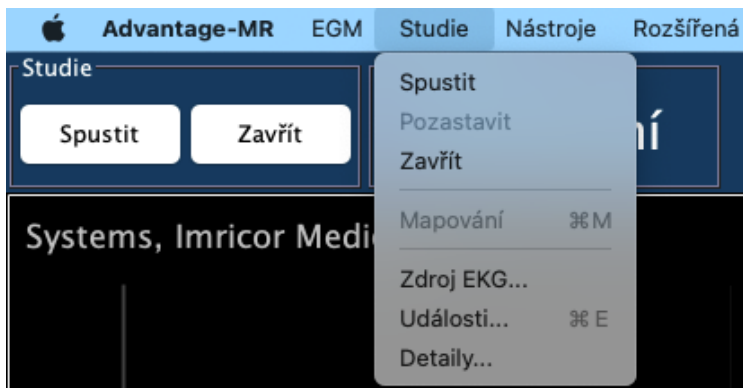 Advantage-MR EGM Studie Nástroje Rozšířená
Studie
Spustit Zavřít
Spustit
Pozastavit
Zavřít
Mapování ⌘M
Zdroj EKG...
Události... ⌘E
Detaily...
Systems, Imricor